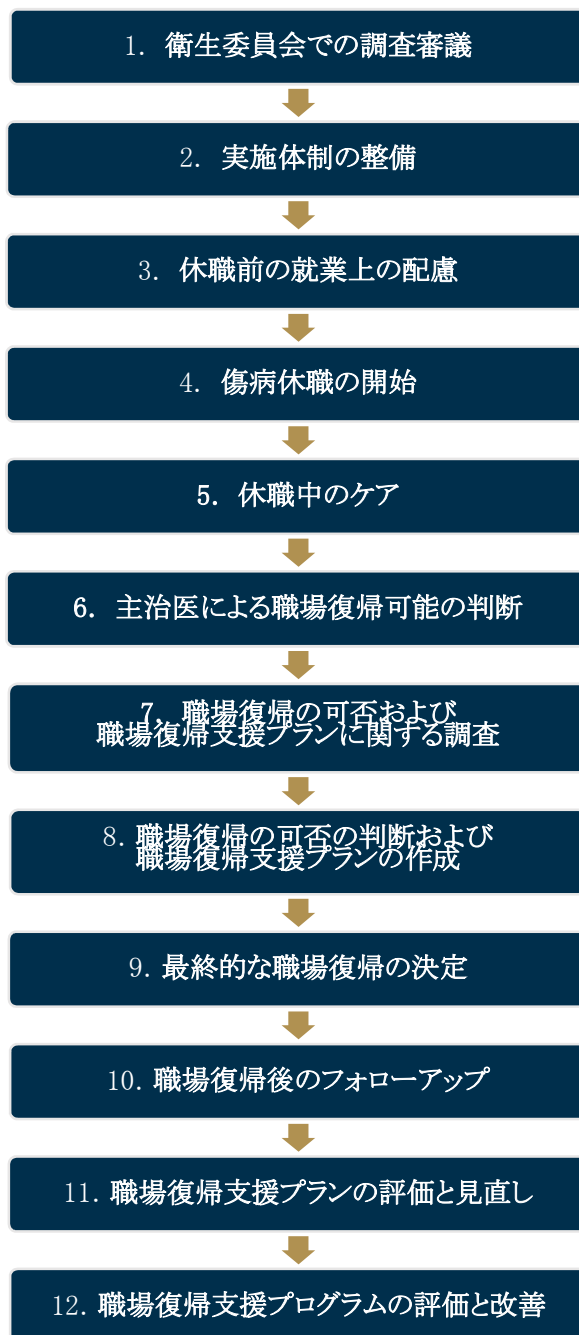 1. 衛生委員会での調査審議
2. 実施体制の整備
3. 休職前の就業上の配慮
4. 傷病休職の開始
5. 休職中のケア
6. 主治医による職場復帰可能の判断
7. 職場復帰の可否および
職場復帰支援プランに関する調査
8. 職場復帰の可否の判断および
職場復帰支援プランの作成
9. 最終的な職場復帰の決定
10. 職場復帰後のフォローアップ
11. 職場復帰支援プランの評価と見直し
12. 職場復帰支援プログラムの評価と改善